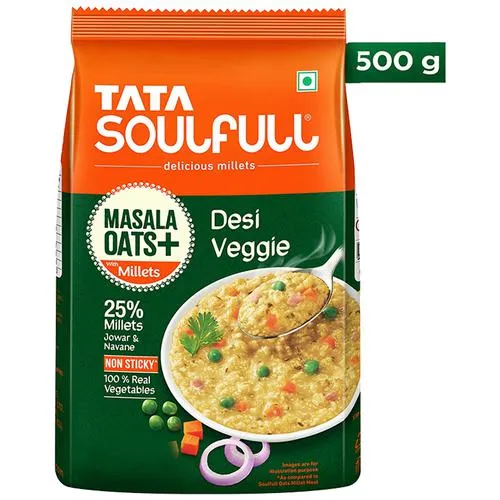 500 g
TATA
SOULFULL®
delicious millets
MASALA
OATS+
with
Millets
Desi
Veggie
25%
Millets
Jowar &
Navane
NON STICKY*
100% Real
Vegetables
Images are for
illustration purpose
*As compared to
Soulfull Oats Millet Meal